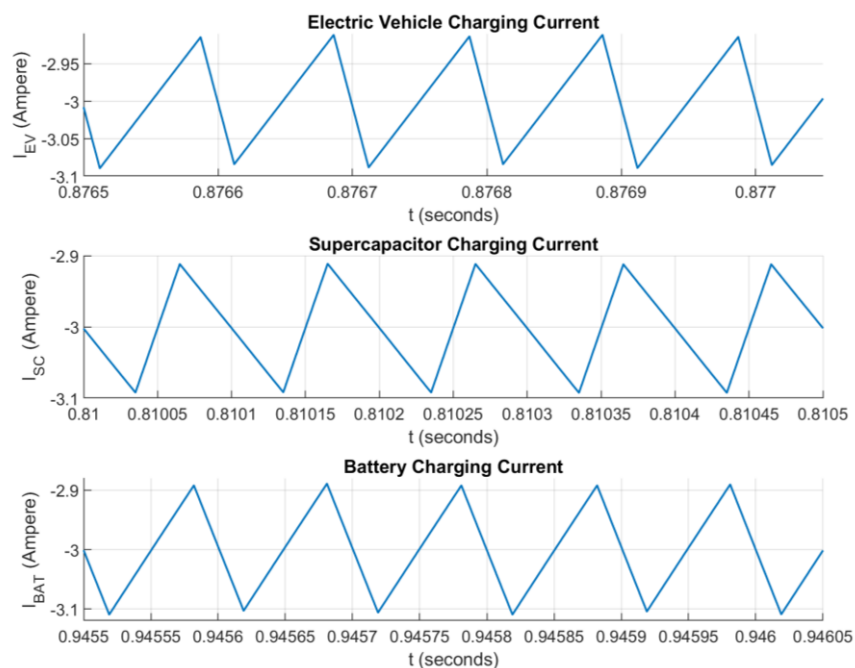 Electric Vehicle Charging Current
I_EV (Ampere)
-2.95
-3
-3.05
-3.1
0.8765 0.8766 0.8767 0.8768 0.8769 0.877
t (seconds)
Supercapacitor Charging Current
I_SC (Ampere)
-2.9
-3
-3.1
0.81 0.81005 0.8101 0.81015 0.8102 0.81025 0.8103 0.81035 0.8104 0.81045 0.8105
t (seconds)
Battery Charging Current
I_BAT (Ampere)
-2.9
-3
-3.1
0.9455 0.94555 0.9456 0.94565 0.9457 0.94575 0.9458 0.94585 0.9459 0.94595 0.946 0.94605
t (seconds)